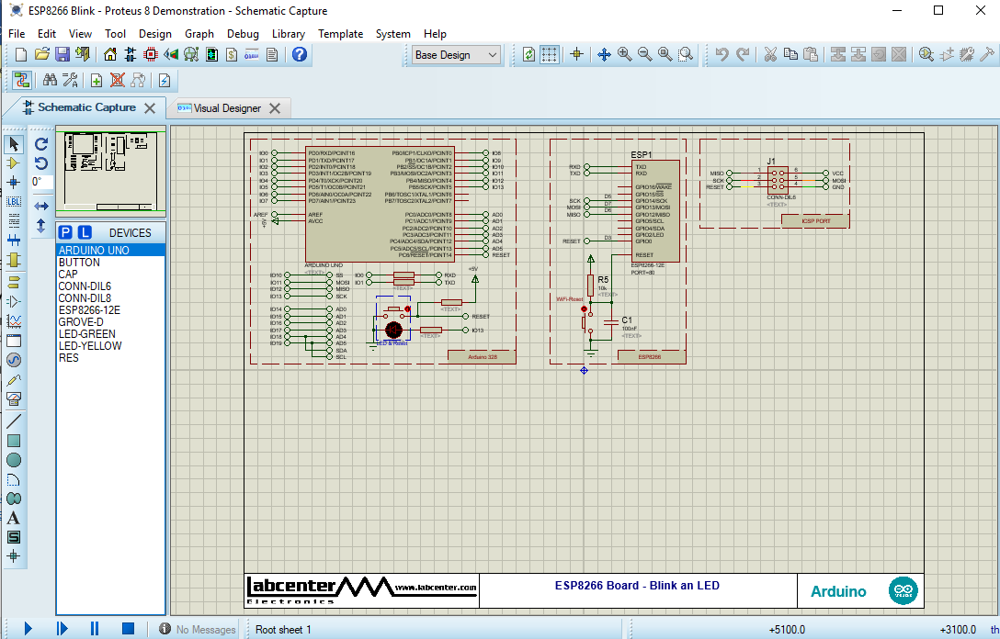 ESP8266 Blink - Proteus 8 Demonstration - Schematic Capture
File Edit View Tool Design Graph Debug Library Template System Help
Base Design
Schematic Capture Visual Designer
0°
P L DEVICES
ARDUINO UNO
BUTTON
CAP
CONN-DIL6
CONN-DIL8
ESP8266-12E
GROVE-D
LED-GREEN
LED-YELLOW
RES
IO0 PD0/RXD/PCINT16 PB0/ICP1/CLKO/PCINT0 IO8
IO1 PD1/TXD/PCINT17 PB1/OC1A/PCINT1 IO9
IO2 PD2/INT0/PCINT18 PB2/SS/OC1B/PCINT2 IO10
IO3 PD3/INT1/OC2B/PCINT19 PB3/MOSI/OC2A/PCINT3 IO11
IO4 PD4/T0/XCK/PCINT20 PB4/MISO/PCINT4 IO12
IO5 PD5/T1/OC0B/PCINT21 PB5/SCK/PCINT5 IO13
IO6 PD6/AIN0/OC0A/PCINT22 PB6/TOSC1/XTAL1/PCINT6
IO7 PD7/AIN1/PCINT23 PB7/TOSC2/XTAL2/PCINT7
AREF AREF PC0/ADC0/PCINT8 AD0
+5V AVCC PC1/ADC1/PCINT9 AD1
PC2/ADC2/PCINT10 AD2
PC3/ADC3/PCINT11 AD3
PC4/ADC4/SDA/PCINT12 AD4
PC5/ADC5/SCL/PCINT13 AD5
PC6/RESET/PCINT14 RESET
ARDUINO UNO
<TEXT>
IO10 SS IO0 RXD
IO11 MOSI IO1 TXD
IO12 MISO <TEXT>
IO13 SCK
+5V
IO14 AD0
IO15 AD1
IO16 AD2
IO17 AD3
IO18 AD4
IO19 AD5
SDA
SCL
<TEXT>
RESET
IO13
<TEXT>
LED & Reset
Arduino 328
ESP1
RXD RXD
TXD TXD
GPIO16/WAKE
GPIO15/SS
SCK D5 GPIO14/SCK
MOSI D7 GPIO13/MOSI
MISO D6 GPIO12/MISO
GPIO5/SCL
GPIO4/SDA
GPIO2/LED
RESET D3 GPIO0
RESET
ESP8266-12E
PORT=80
R5
10k
<TEXT>
WiFi-Reset
C1
100nF
<TEXT>
ESP8266
J1
MISO 1 6 VCC
SCK 2 5 MOSI
RESET 3 4 GND
CONN-DIL6
<TEXT>
ICSP PORT
labcenter www.labcenter.com
Electronics
ESP8266 Board - Blink an LED
Arduino
No Messages Root sheet 1 +5100.0 +3100.0 th